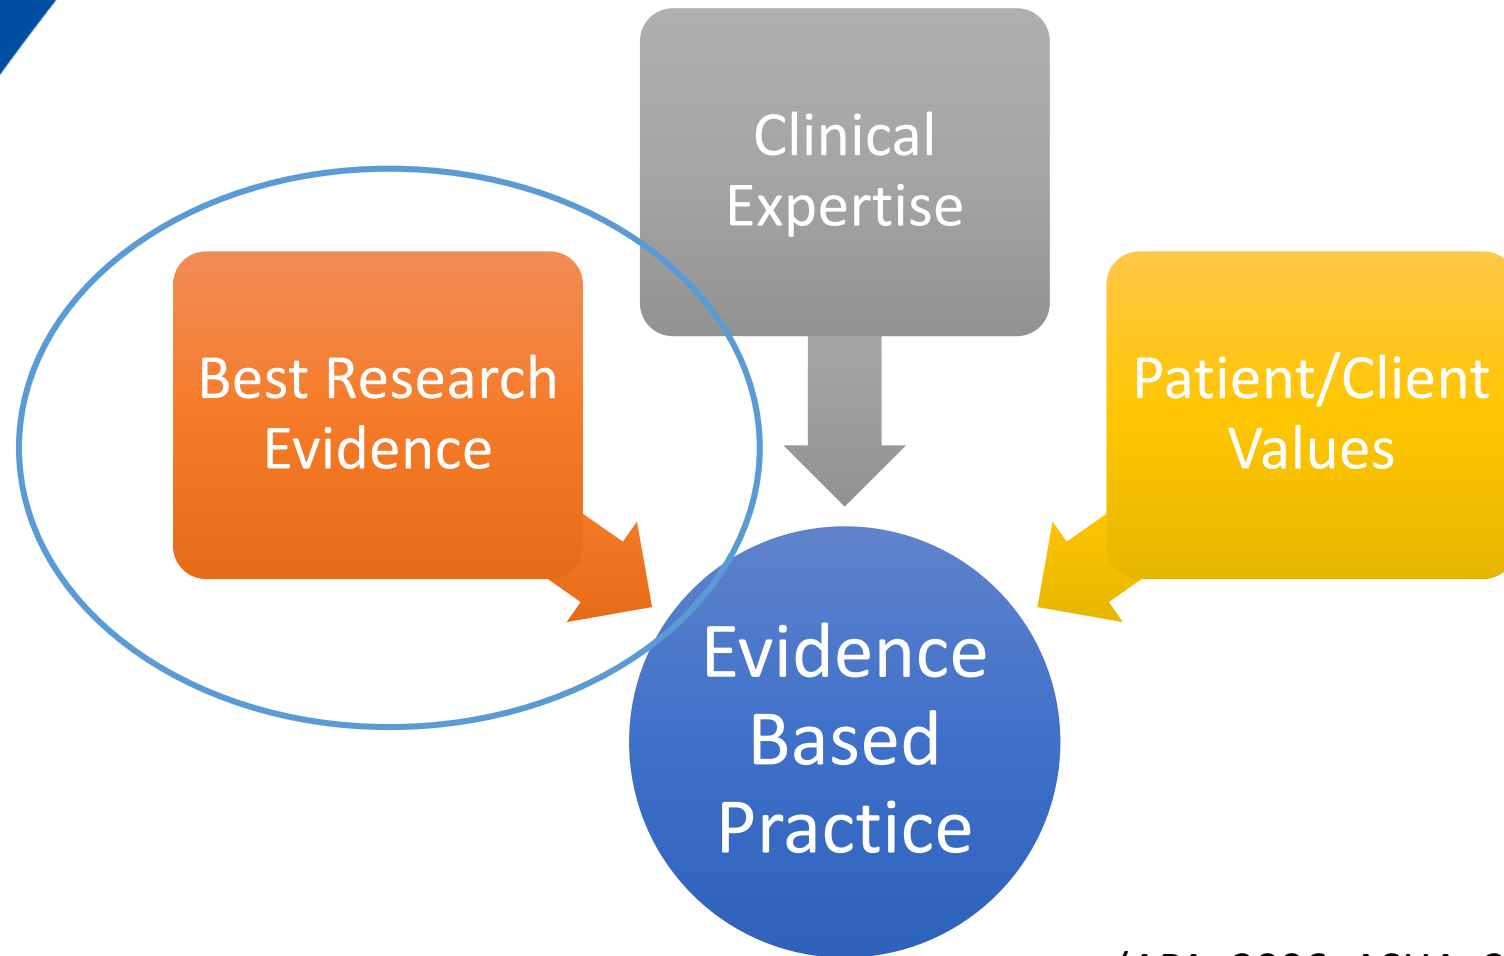 Clinical
Expertise
Best Research
Evidence
Patient/Client
Values
Evidence
Based
Practice